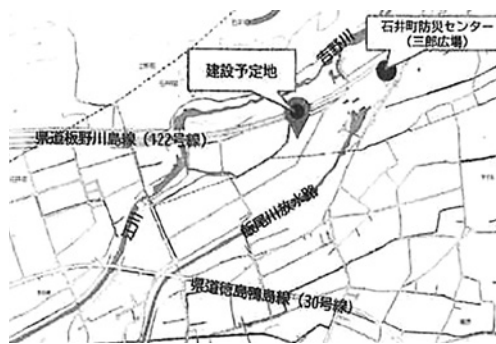 石井町防災センター
（三郎広場）
吉野川
建設予定地
県道板野川島線（122号線）
飯尾川放水路
県道徳島鴨島線（30号線）